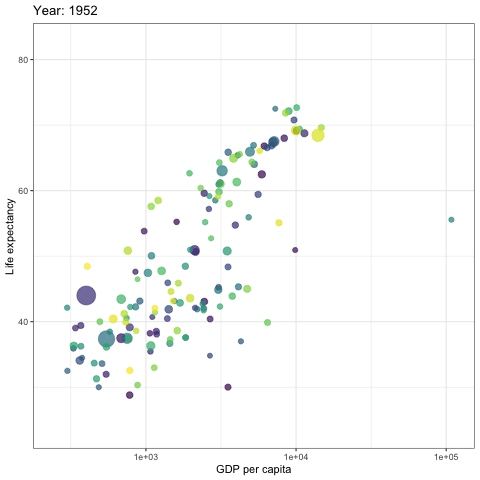 Year: 1952
80
60
40
Life expectancy
1e+03
1e+04
1e+05
GDP per capita